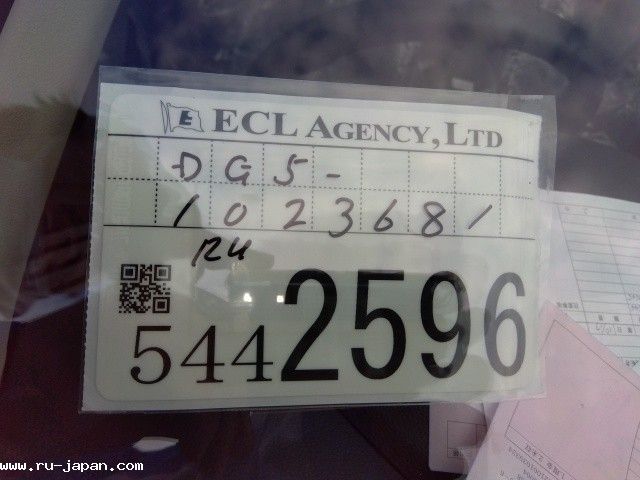 E ECL AGENCY, LTD
DG5-
1023681
RU
5442596
www.ru-japan.com